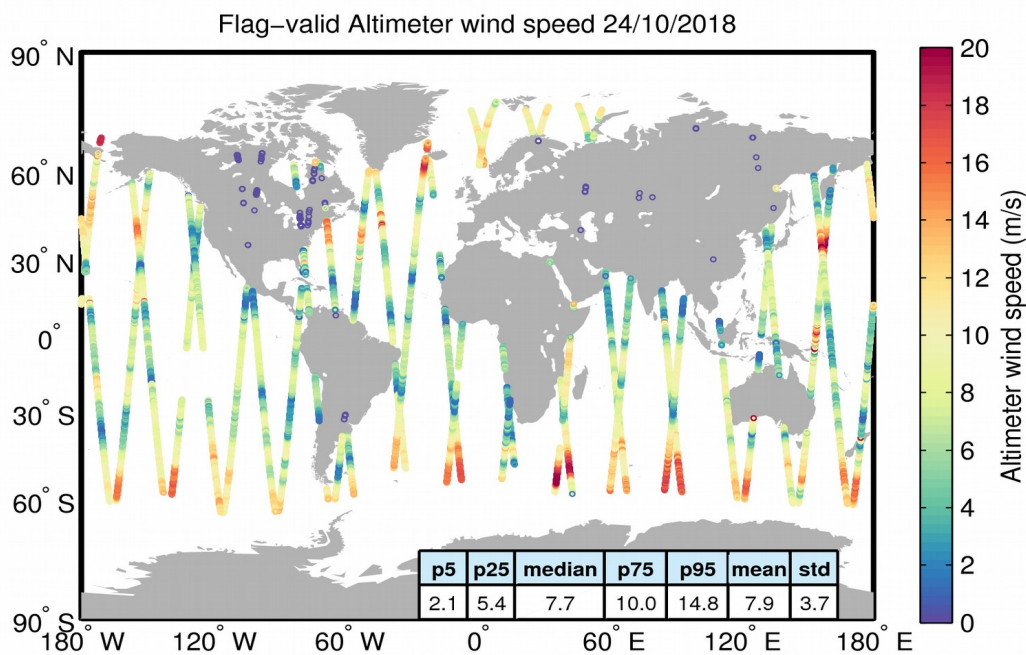 Flag−valid Altimeter wind speed 24/10/2018
90° N
60° N
30° N
0°
30° S
60° S
90° S
180° W
120° W
60° W
0°
60° E
120° E
180° E
p5 p25 median p75 p95 mean std
2.1 5.4 7.7 10.0 14.8 7.9 3.7
20
18
16
14
12
10
8
6
4
2
0
Altimeter wind speed (m/s)